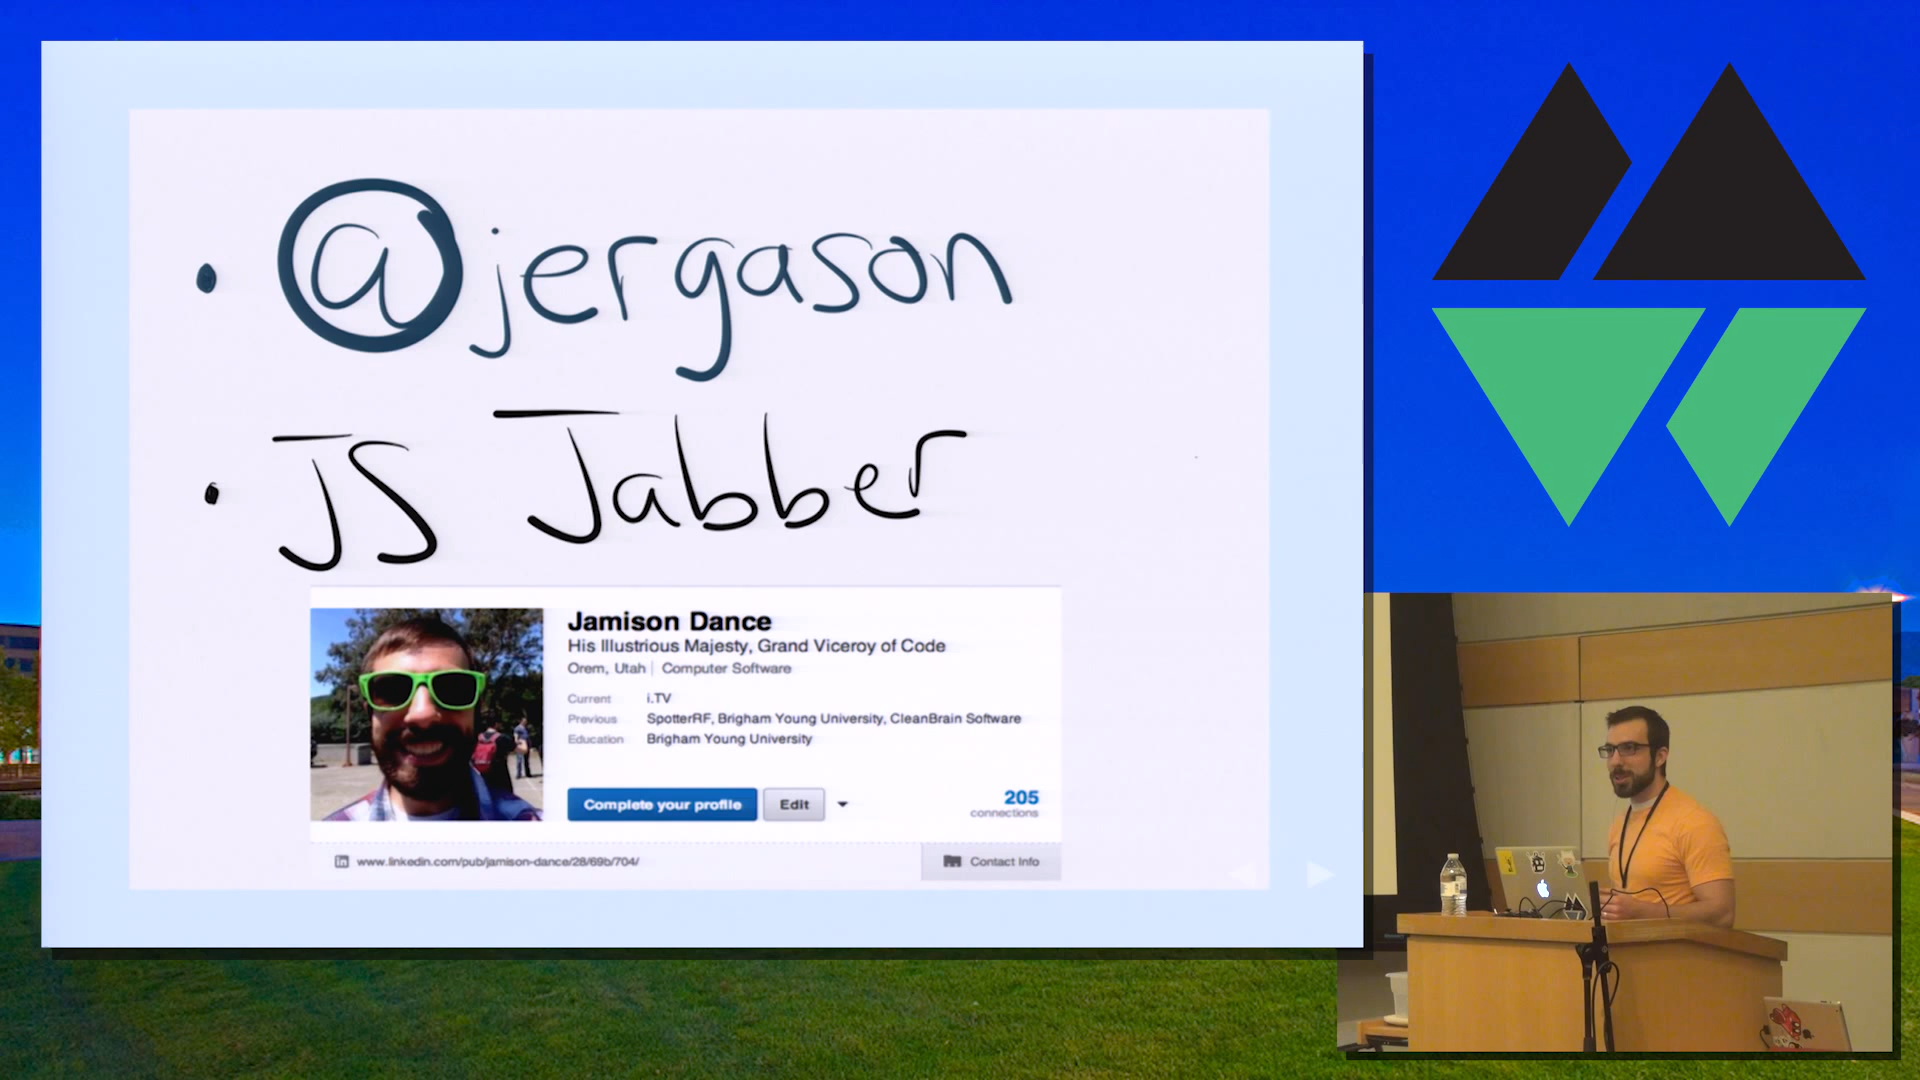 • @jergason
• JS Jabber
Jamison Dance
His Illustrious Majesty, Grand Viceroy of Code
Orem, Utah | Computer Software
Current i.TV
Previous SpotterRF, Brigham Young University, CleanBrain Software
Education Brigham Young University
Complete your profile Edit
205
connections
in www.linkedin.com/pub/jamison-dance/28/69b/704/
Contact Info